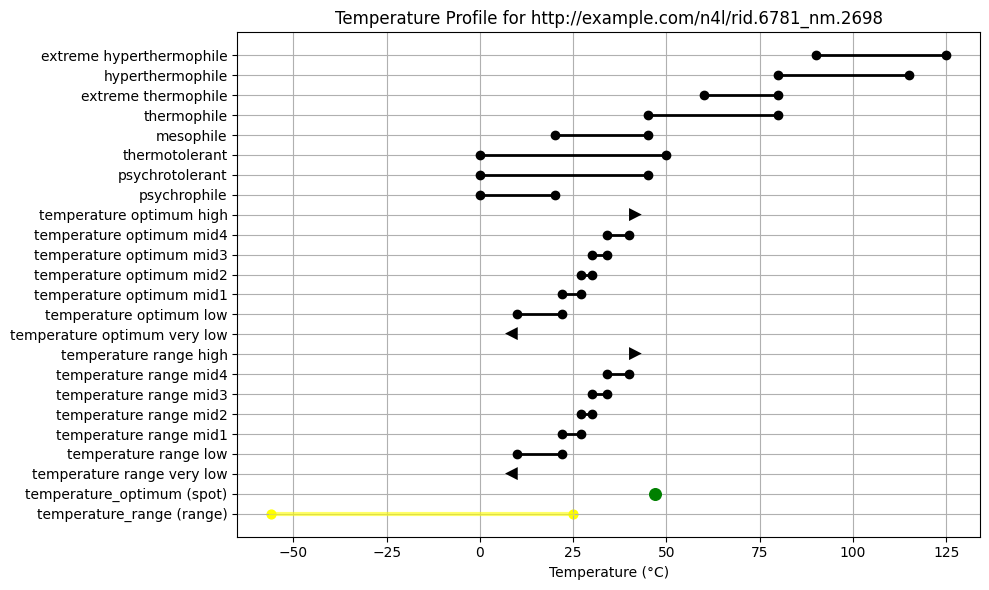 Temperature Profile for http://example.com/n4l/rid.6781_nm.2698
extreme hyperthermophile
hyperthermophile
extreme thermophile
thermophile
mesophile
thermotolerant
psychrotolerant
psychrophile
temperature optimum high
temperature optimum mid4
temperature optimum mid3
temperature optimum mid2
temperature optimum mid1
temperature optimum low
temperature optimum very low
temperature range high
temperature range mid4
temperature range mid3
temperature range mid2
temperature range mid1
temperature range low
temperature range very low
temperature_optimum (spot)
temperature_range (range)
−50 −25 0 25 50 75 100 125
Temperature (°C)